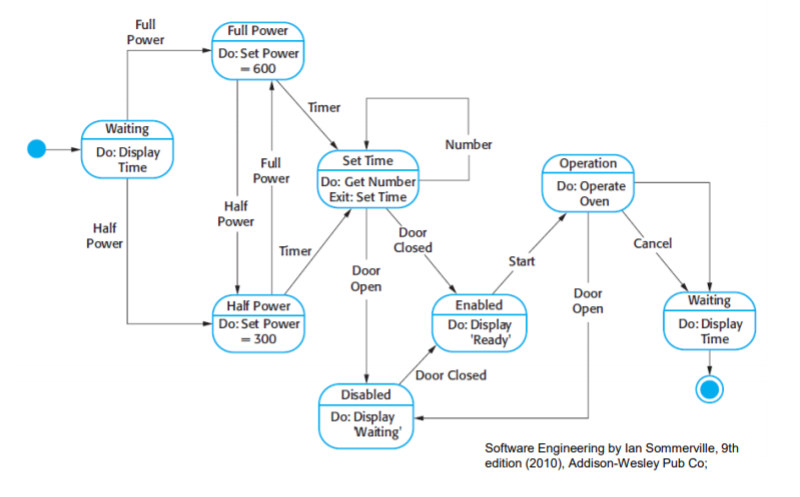 Full
Power
Full Power
Do: Set Power
= 600
Timer
Waiting
Do: Display
Time
Number
Set Time
Do: Get Number
Exit: Set Time
Operation
Do: Operate
Oven
Full
Power
Half
Power
Half
Power
Timer
Door
Closed
Door
Open
Start
Cancel
Door
Open
Half Power
Do: Set Power
= 300
Enabled
Do: Display
'Ready'
Waiting
Do: Display
Time
Door Closed
Disabled
Do: Display
'Waiting'
Software Engineering by Ian Sommerville, 9th
edition (2010), Addison-Wesley Pub Co;